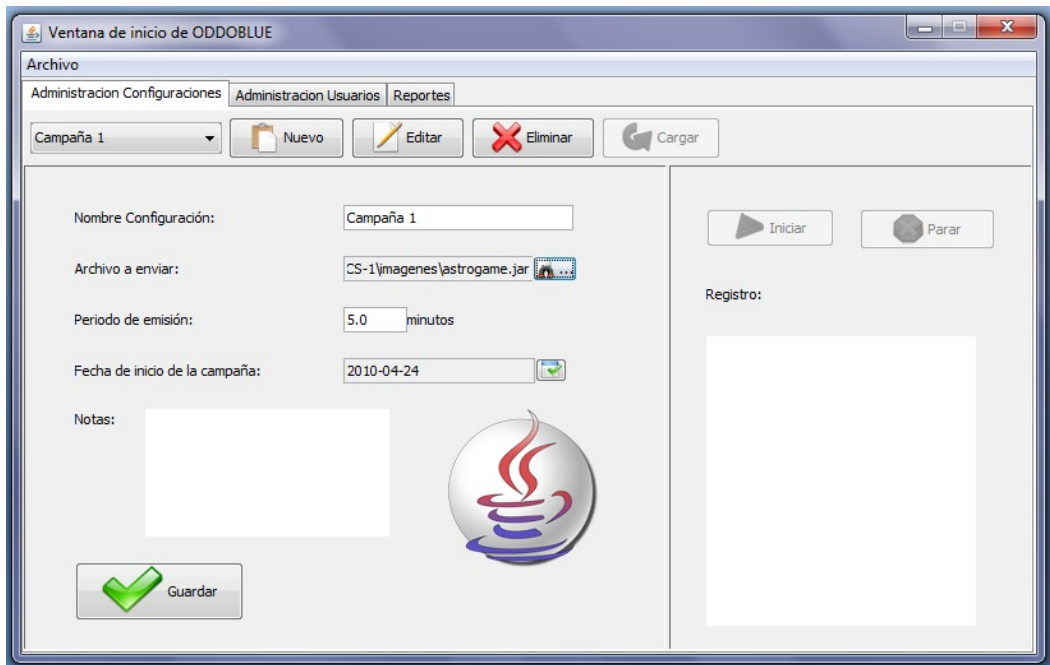 Ventana de inicio de ODDOBLUE
Archivo
Administracion Configuraciones Administracion Usuarios Reportes
Campaña 1 Nuevo Editar Eliminar Cargar
Nombre Configuración: Campaña 1
Iniciar Parar
Archivo a enviar: CS-1\imagenes\astrogame.jar ...
Registro:
Periodo de emisión: 5.0 minutos
Fecha de inicio de la campaña: 2010-04-24
Notas:
Guardar